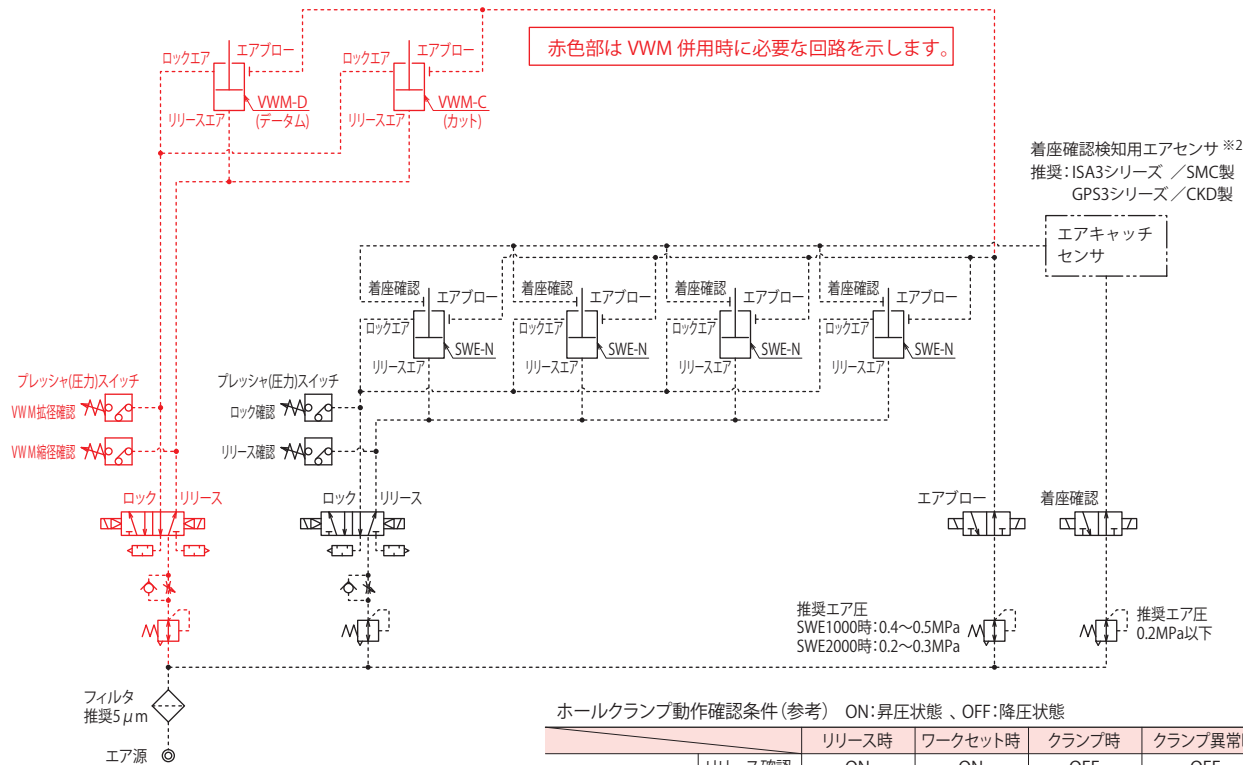 赤色部は VWM 併用時に必要な回路を示します。
ロックエア
エアブロー
ロックエア
エアブロー
VWM-D
(データム)
リリースエア
VWM-C
(カット)
リリースエア
着座確認検知用エアセンサ ※2
推奨:ISA3シリーズ ／SMC製
GPS3シリーズ／CKD製
エアキャッチ
センサ
着座確認
エアブロー
着座確認
エアブロー
着座確認
エアブロー
着座確認
エアブロー
ロックエア
SWE-N
リリースエア
ロックエア
SWE-N
リリースエア
ロックエア
SWE-N
リリースエア
ロックエア
SWE-N
リリースエア
プレッシャ(圧力)スイッチ
VWM拡径確認
VWM縮径確認
プレッシャ(圧力)スイッチ
ロック確認
リリース確認
ロック
リリース
ロック
リリース
エアブロー
着座確認
推奨エア圧
SWE1000時:0.4～0.5MPa
SWE2000時:0.2～0.3MPa
推奨エア圧
0.2MPa以下
フィルタ
推奨5μm
エア源
ホールクランプ動作確認条件(参考) ON:昇圧状態 、OFF:降圧状態
リリース時 ワークセット時 クランプ時 クランプ異常